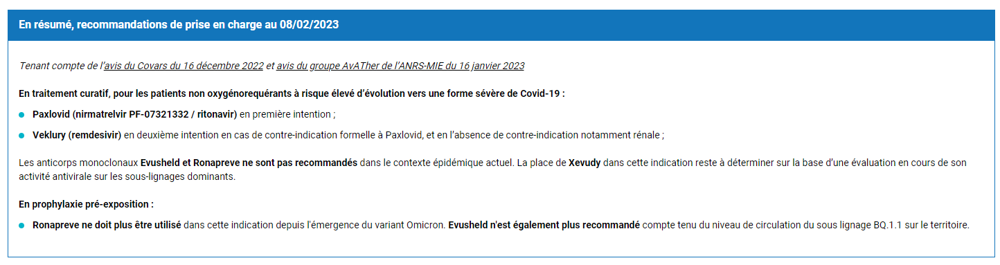 En résumé, recommandations de prise en charge au 08/02/2023
Tenant compte de l'avis du Covars du 16 décembre 2022 et avis du groupe AvATher de l'ANRS-MIE du 16 janvier 2023
En traitement curatif, pour les patients non oxygénorequérants à risque élevé d'évolution vers une forme sévère de Covid-19 :
Paxlovid (nirmatrelvir PF-07321332 / ritonavir) en première intention ;
Veklury (remdesivir) en deuxième intention en cas de contre-indication formelle à Paxlovid, et en l'absence de contre-indication notamment rénale ;
Les anticorps monoclonaux Evusheld et Ronapreve ne sont pas recommandés dans le contexte épidémique actuel. La place de Xevudy dans cette indication reste à déterminer sur la base d'une évaluation en cours de son
activité antivirale sur les sous-lignages dominants.
En prophylaxie pré-exposition :
Ronapreve ne doit plus être utilisé dans cette indication depuis l'émergence du variant Omicron. Evusheld n'est également plus recommandé compte tenu du niveau de circulation du sous lignage BQ.1.1 sur le territoire.